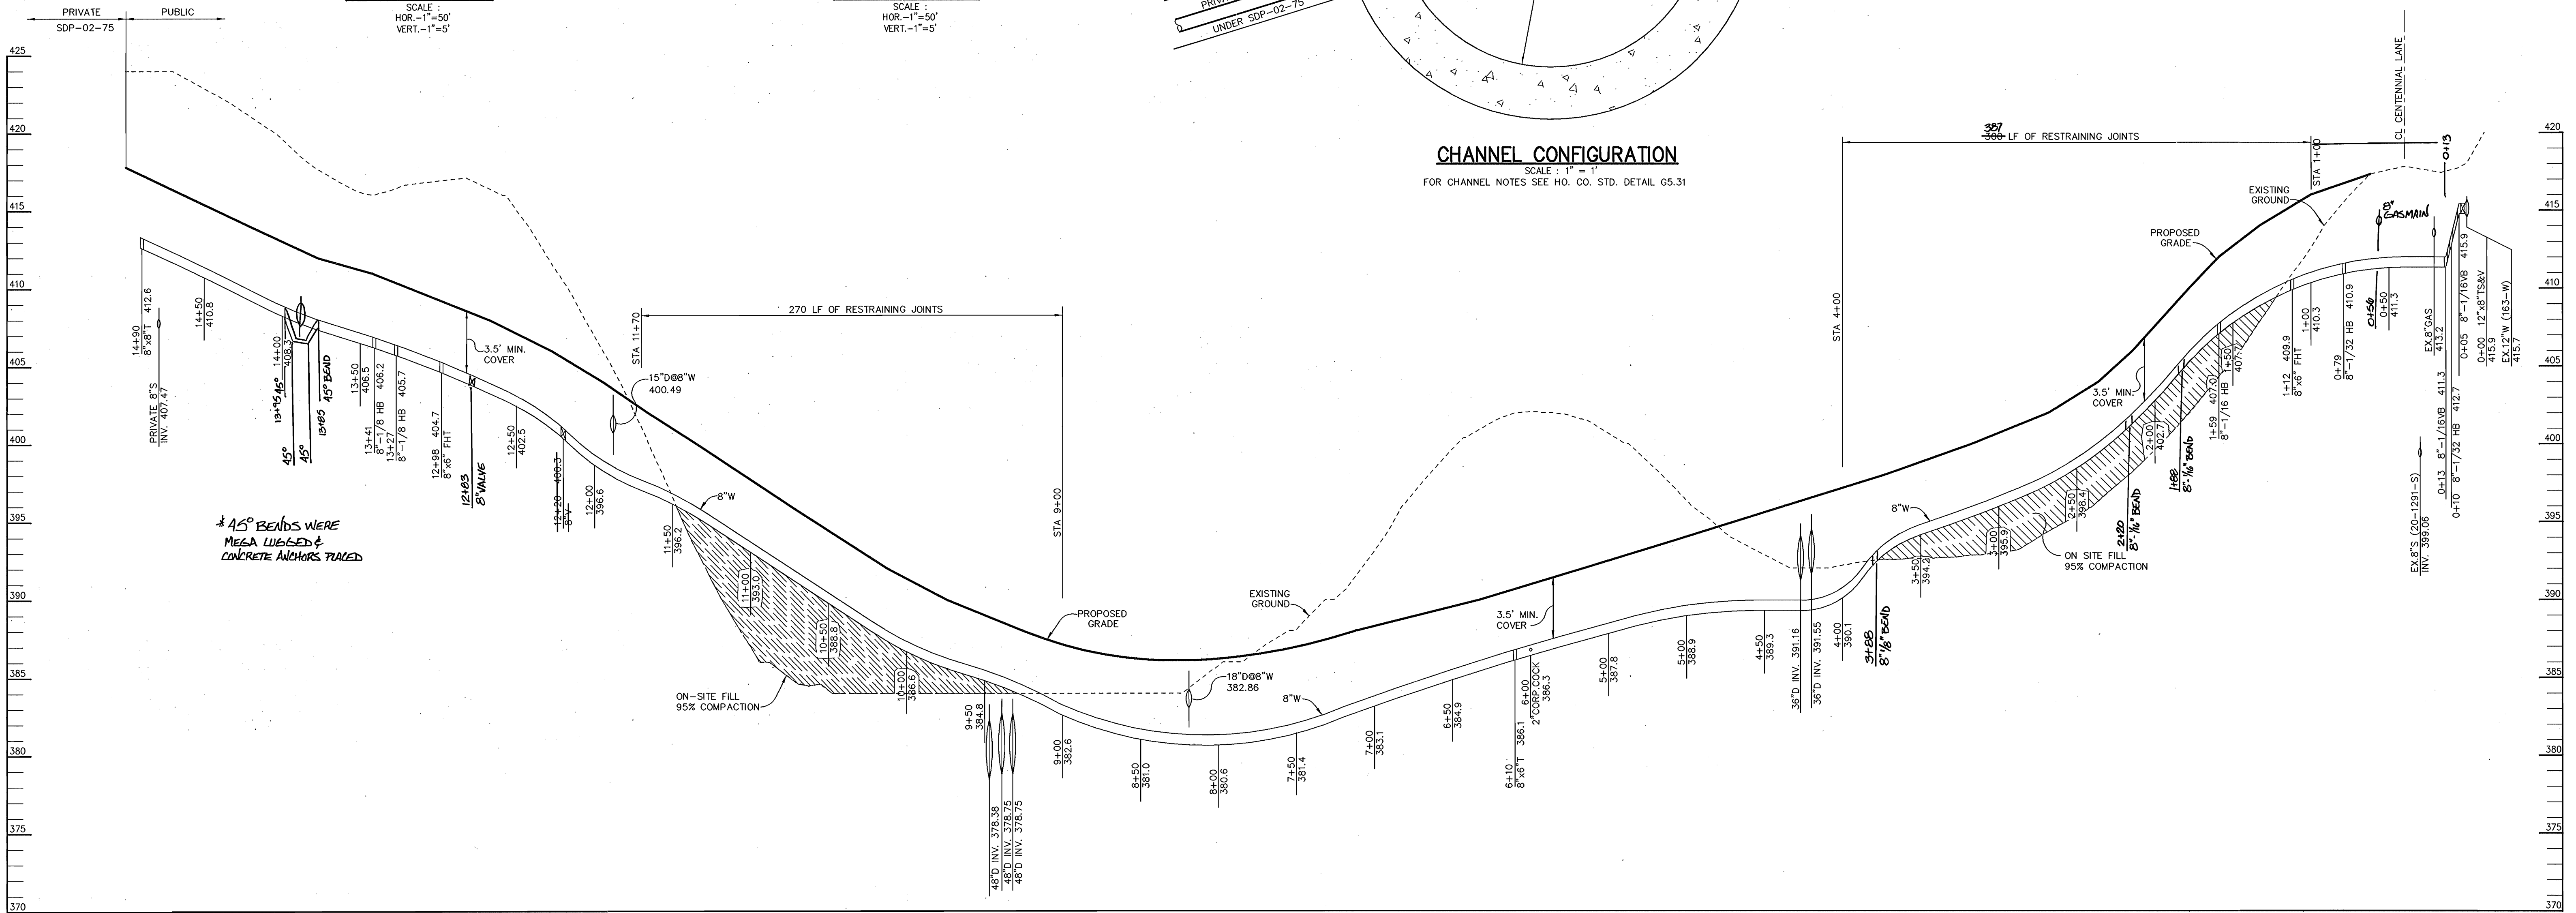 PRIVATE
PUBLIC
SDP-02-75
SCALE :
HOR.-1"=50'
VERT.-1"=5'
SCALE :
HOR.-1"=50'
VERT.-1"=5'
UNDER SDP-02-75
CL CENTENNIAL LANE
425
420
415
410
405
400
395
390
385
380
375
370
420
415
410
405
400
395
390
385
380
375
370
CHANNEL CONFIGURATION
SCALE : 1" = 1'
FOR CHANNEL NOTES SEE HO. CO. STD. DETAIL G5.31
387
300 LF OF RESTRAINING JOINTS
STA 1+00
0+13
EXISTING
GROUND
8"
GASMAIN
PROPOSED
GRADE
14+90
8"x8"T 412.6
PRIVATE 8"S
INV. 407.47
14+50
410.8
14+00
408.3
13+95 45°
45°
45°
13+85 45° BEND
13+50
406.5
13+41
8"-1/8 HB 406.2
13+27
8"-1/8 HB 405.7
12+98 404.7
8"x6" FHT
3.5' MIN.
COVER
12+83
8" VALVE
12+50
402.5
12+20 400.3
8"V
12+00
396.6
15"D@8"W
400.49
STA 11+70
270 LF OF RESTRAINING JOINTS
STA 9+00
* 45° BENDS WERE
MEGA LUGGED &
CONCRETE ANCHORS PLACED
8"W
11+50
396.2
11+00
393.0
10+50
388.8
10+00
386.6
ON-SITE FILL
95% COMPACTION
9+50
384.8
48"D INV. 378.38
48"D INV. 378.75
48"D INV. 378.75
9+00
382.6
PROPOSED
GRADE
8+50
381.0
8+00
380.6
18"D@8"W
382.86
EXISTING
GROUND
8"W
7+50
381.4
7+00
383.1
6+50
384.9
6+10
8"x6"T 386.1
6+00
2"CORP.COCK
386.3
3.5' MIN.
COVER
5+00
387.8
5+00
388.9
4+50
389.3
36"D INV. 391.16
36"D INV. 391.55
STA 4+00
4+00
390.1
3+88
8" 1/8" BEND
8"W
3+50
394.2
3+00
395.9
2+50
398.4
ON SITE FILL
95% COMPACTION
3.5' MIN.
COVER
2+20
8"-1/16" BEND
2+00
402.7
1+88
8"-1/16" BEND
1+59 407.0
8"-1/16 HB
1+50
407.7
1+12 409.9
8"x6" FHT
1+00
410.3
0+79
8"-1/32 HB 410.9
0+56
0+50
411.3
EX.8"GAS
413.2
EX.8"S (20-1291-S)
INV. 399.06
0+13 8"-1/16VB 411.3
0+10 8"-1/32 HB 412.7
0+05 8"-1/16VB 415.9
0+00 12"x8"TS&V
415.9
EX.12"W (163-W)
415.7